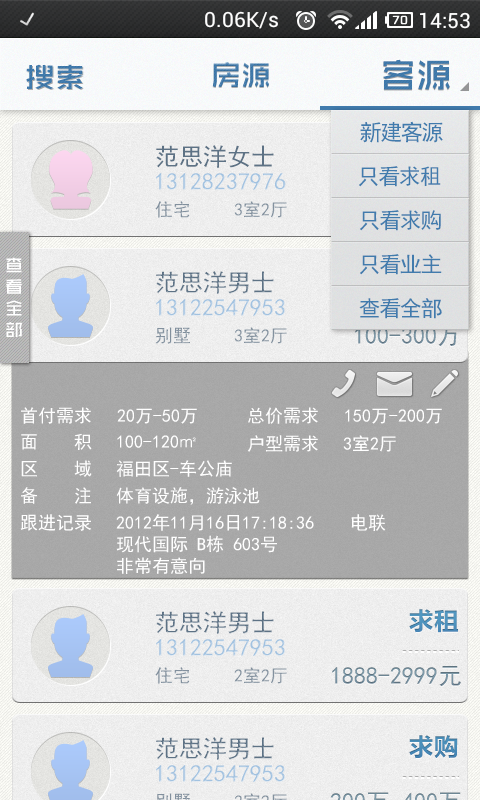 0.06K/s 70 14:53
搜索 房源 客源
新建客源
只看求租
只看求购
只看业主
查看全部
范思洋女士
13128237976
住宅 3室2厅
查看全部
范思洋男士
13122547953
别墅 3室2厅 100-300万
首付需求 20万-50万 总价需求 150万-200万
面 积 100-120㎡ 户型需求 3室2厅
区 域 福田区-车公庙
备 注 体育设施，游泳池
跟进记录 2012年11月16日17:18:36 电联
现代国际 B栋 603号
非常有意向
范思洋男士 求租
13122547953
住宅 2室2厅 1888-2999元
范思洋男士 求购
13122547953
别墅 3室2厅 200万-400万